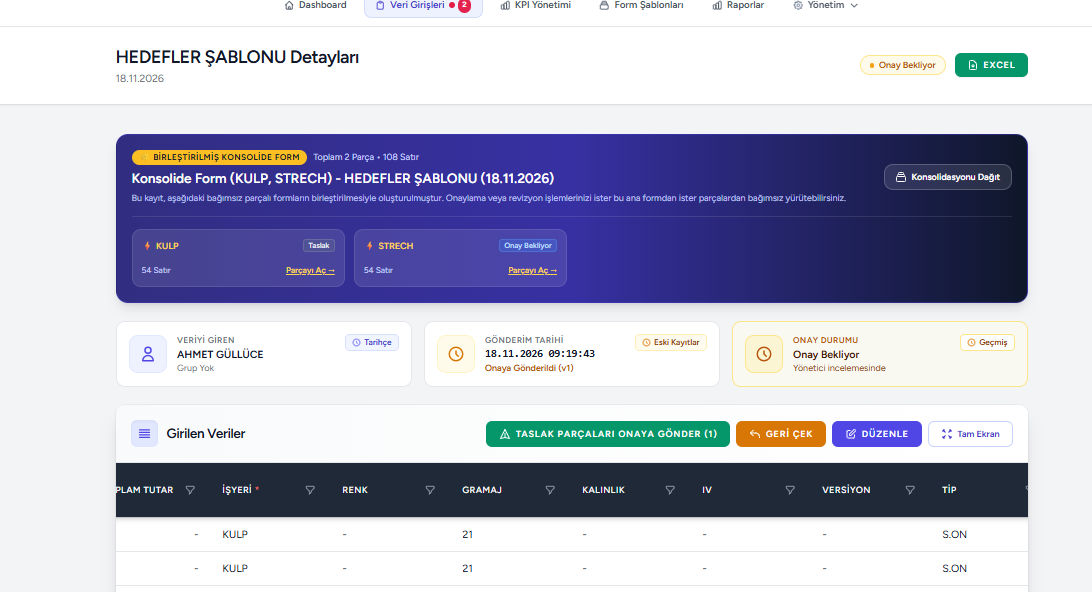 Dashboard
Veri Girişleri
2
KPI Yönetimi
Form Şablonları
Raporlar
Yönetim
HEDEFLER ŞABLONU Detayları
18.11.2026
Onay Bekliyor
EXCEL
BİRLEŞTİRİLMİŞ KONSOLİDE FORM
Toplam 2 Parça • 108 Satır
Konsolide Form (KULP, STRECH) - HEDEFLER ŞABLONU (18.11.2026)
Bu kayıt, aşağıdaki bağımsız parçalı formların birleştirilmesiyle oluşturulmuştur. Onaylama veya revizyon işlemlerinizi ister bu ana formdan ister parçalardan bağımsız yürütebilirsiniz.
Konsolidasyonu Dağıt
KULP
Taslak
54 Satır
Parçayı Aç →
STRECH
Onay Bekliyor
54 Satır
Parçayı Aç →
VERİYİ GİREN
AHMET GÜLLÜCE
Grup Yok
Tarihçe
GÖNDERİM TARİHİ
18.11.2026 09:19:43
Onaya Gönderildi (v1)
Eski Kayıtlar
ONAY DURUMU
Onay Bekliyor
Yönetici incelemesinde
Geçmiş
Girilen Veriler
TASLAK PARÇALARI ONAYA GÖNDER (1)
GERİ ÇEK
DÜZENLE
Tam Ekran
PLAM TUTAR İŞYERİ * RENK GRAMAJ KALINLIK IV VERSİYON TİP
- KULP - 21 - - - S.ON
- KULP - 21 - - - S.ON